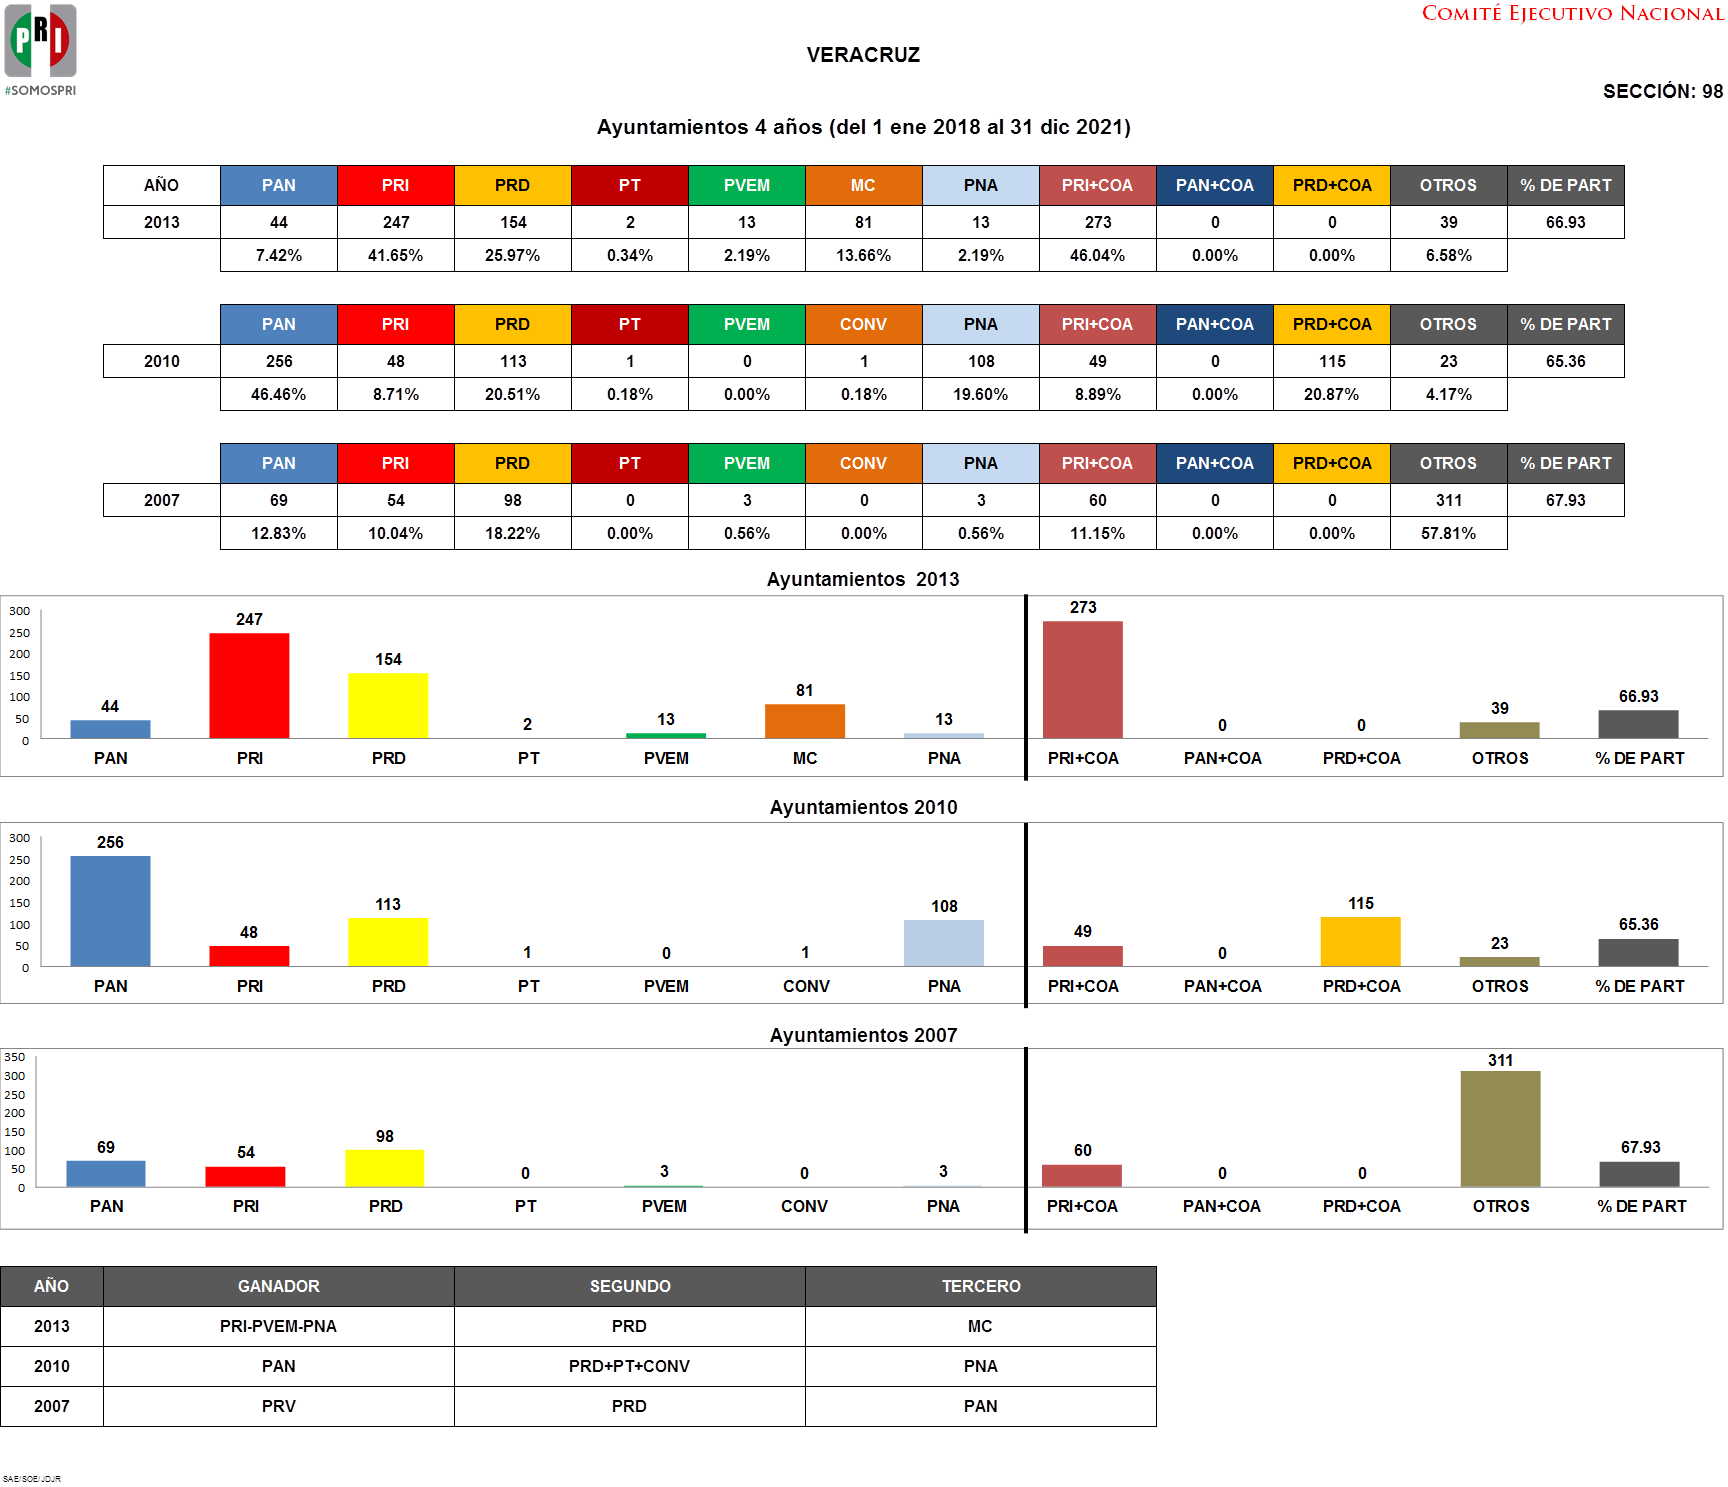 PRI
#SOMOSPRI
COMITÉ EJECUTIVO NACIONAL
VERACRUZ
SECCIÓN: 98
Ayuntamientos 4 años (del 1 ene 2018 al 31 dic 2021)
AÑO PAN PRI PRD PT PVEM MC PNA PRI+COA PAN+COA PRD+COA OTROS % DE PART
2013 44 247 154 2 13 81 13 273 0 0 39 66.93
7.42% 41.65% 25.97% 0.34% 2.19% 13.66% 2.19% 46.04% 0.00% 0.00% 6.58%
PAN PRI PRD PT PVEM CONV PNA PRI+COA PAN+COA PRD+COA OTROS % DE PART
2010 256 48 113 1 0 1 108 49 0 115 23 65.36
46.46% 8.71% 20.51% 0.18% 0.00% 0.18% 19.60% 8.89% 0.00% 20.87% 4.17%
PAN PRI PRD PT PVEM CONV PNA PRI+COA PAN+COA PRD+COA OTROS % DE PART
2007 69 54 98 0 3 0 3 60 0 0 311 67.93
12.83% 10.04% 18.22% 0.00% 0.56% 0.00% 0.56% 11.15% 0.00% 0.00% 57.81%
Ayuntamientos 2013
300
250
200
150
100
50
0
44 247 154 2 13 81 13 273 0 0 39 66.93
PAN PRI PRD PT PVEM MC PNA PRI+COA PAN+COA PRD+COA OTROS % DE PART
Ayuntamientos 2010
300
250
200
150
100
50
0
256 48 113 1 0 1 108 49 0 115 23 65.36
PAN PRI PRD PT PVEM CONV PNA PRI+COA PAN+COA PRD+COA OTROS % DE PART
Ayuntamientos 2007
350
300
250
200
150
100
50
0
69 54 98 0 3 0 3 60 0 0 311 67.93
PAN PRI PRD PT PVEM CONV PNA PRI+COA PAN+COA PRD+COA OTROS % DE PART
AÑO GANADOR SEGUNDO TERCERO
2013 PRI-PVEM-PNA PRD MC
2010 PAN PRD+PT+CONV PNA
2007 PRV PRD PAN
SAE/SOE/JDJR